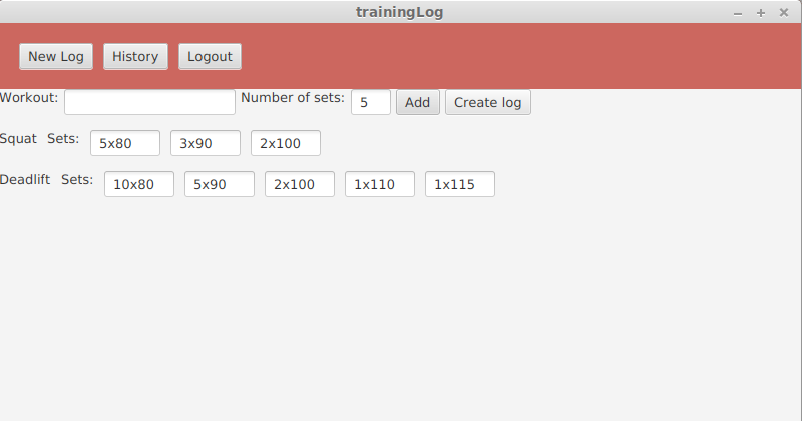 trainingLog
New Log History Logout
Workout: Number of sets: 5 Add Create log
Squat Sets: 5x80 3x90 2x100
Deadlift Sets: 10x80 5x90 2x100 1x110 1x115